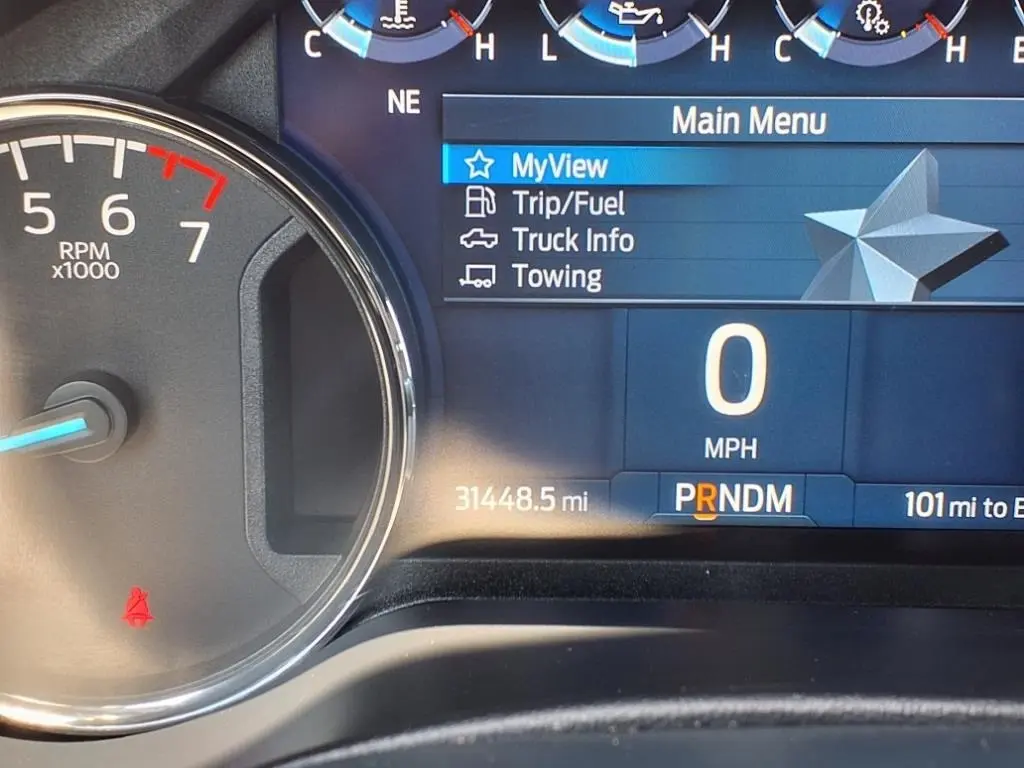 C H L H C H E
NE
Main Menu
MyView
Trip/Fuel
Truck Info
Towing
5 6 7
RPM
x1000
0
MPH
31448.5 mi PRNDM 101 mi to E